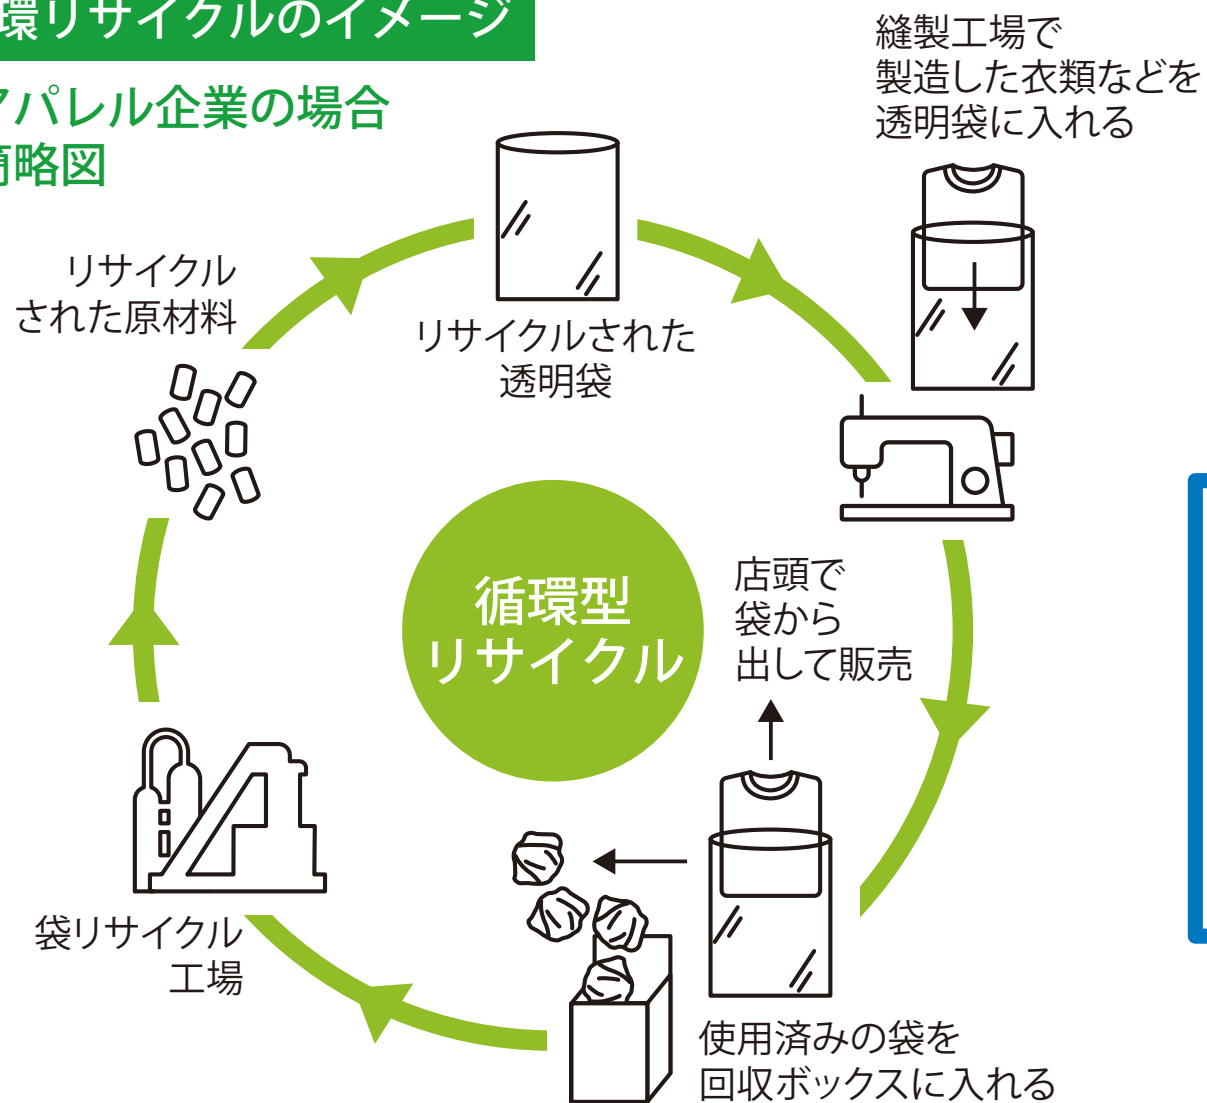 環リサイクルのイメージ
アパレル企業の場合
簡略図
縫製工場で
製造した衣類などを
透明袋に入れる
リサイクル
された原材料
リサイクルされた
透明袋
循環型
リサイクル
店頭で
袋から
出して販売
袋リサイクル
工場
使用済みの袋を
回収ボックスに入れる